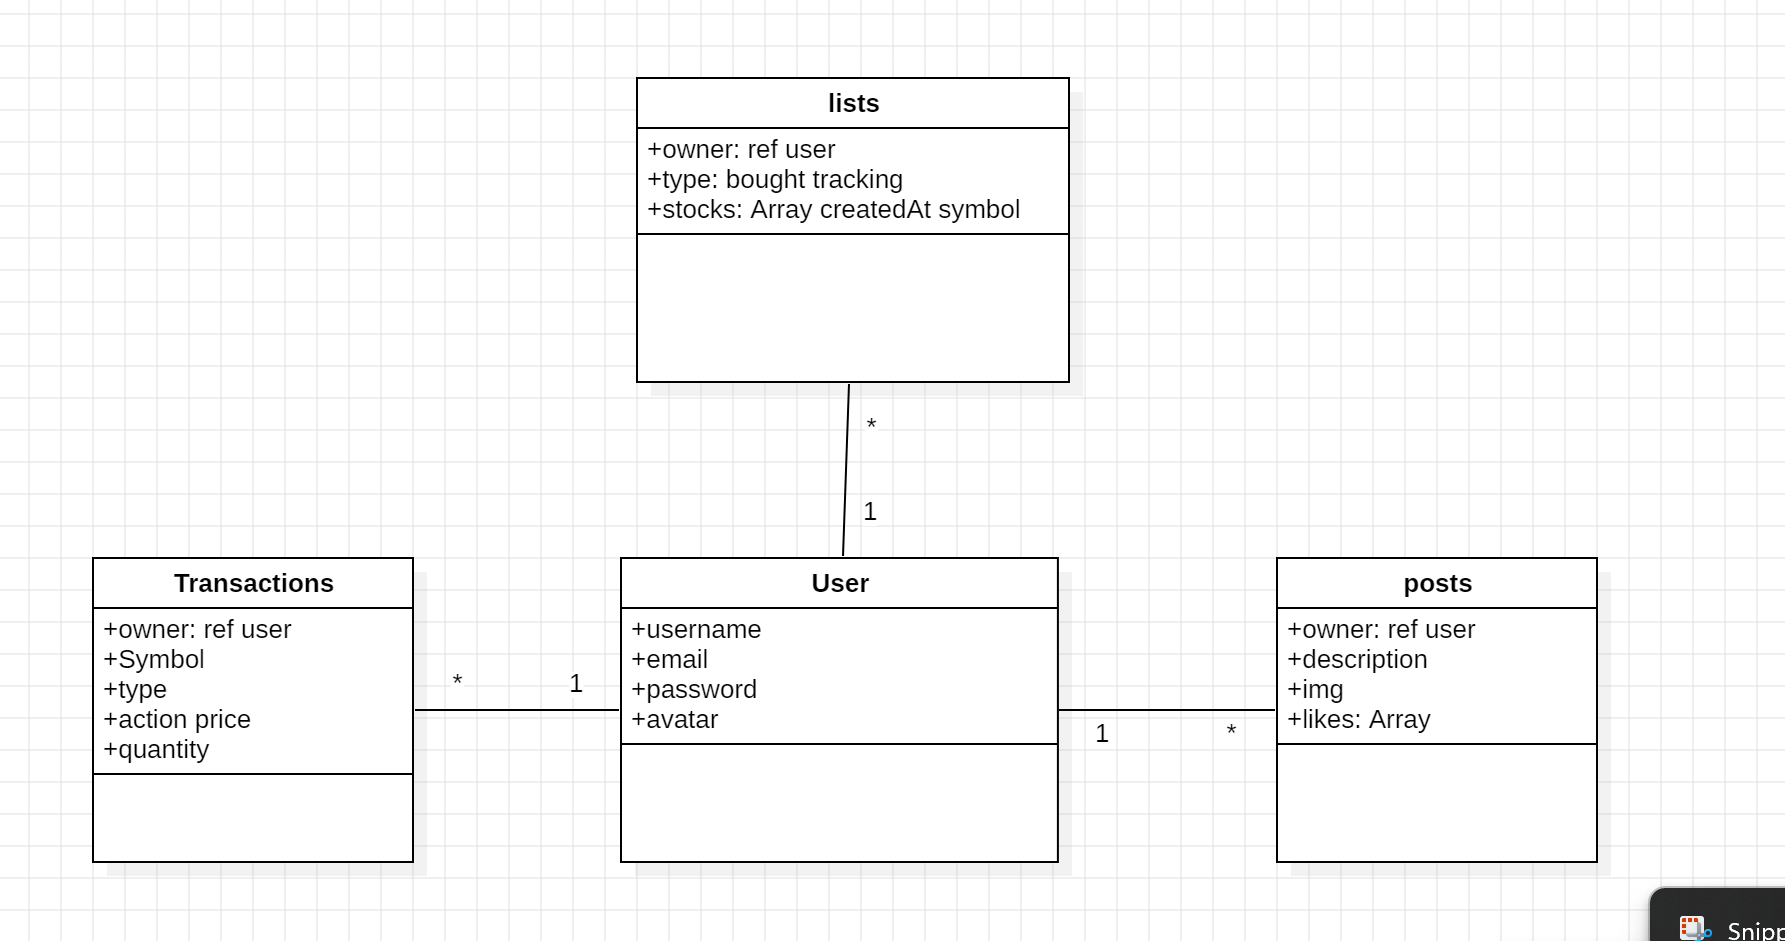 lists
+owner: ref user
+type: bought tracking
+stocks: Array createdAt symbol
*
1
Transactions
+owner: ref user
+Symbol
+type
+action price
+quantity
*
1
User
+username
+email
+password
+avatar
1
*
posts
+owner: ref user
+description
+img
+likes: Array